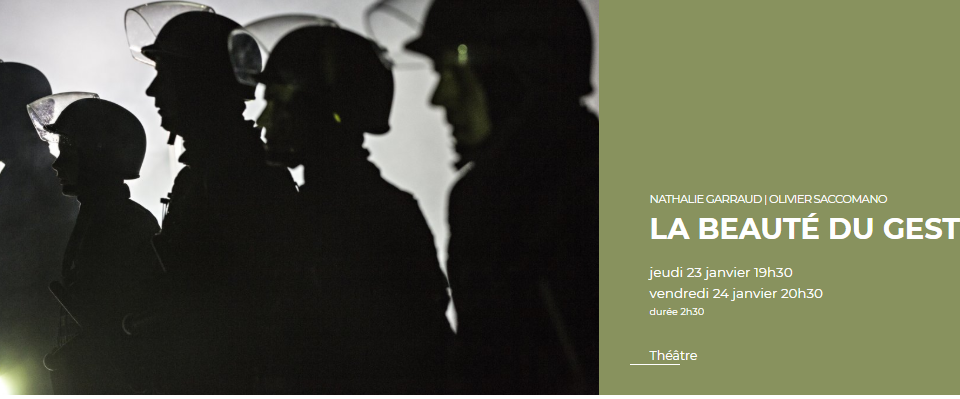 NATHALIE GARRAUD | OLIVIER SACCOMANO
LA BEAUTÉ DU GEST
jeudi 23 janvier 19h30
vendredi 24 janvier 20h30
durée 2h30
Théâtre